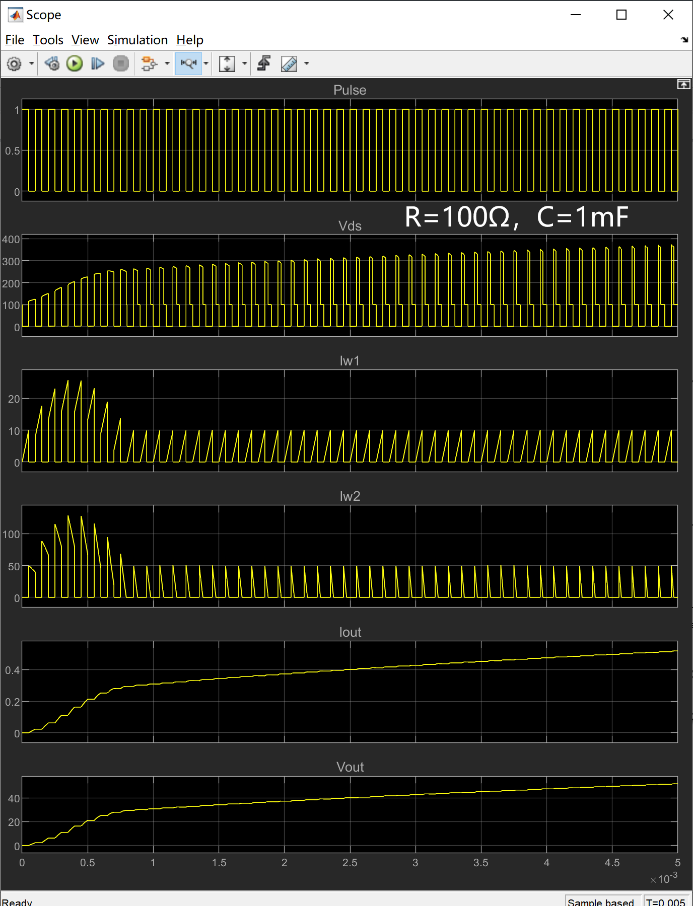 Scope
File Tools View Simulation Help
Pulse
1
0.5
0
R=100Ω，C=1mF
Vds
400
300
200
100
0
Iw1
20
10
0
Iw2
100
50
0
Iout
0.4
0.2
0
Vout
40
20
0
0 0.5 1 1.5 2 2.5 3 3.5 4 4.5 5
×10⁻³
Ready Sample based T=0.005